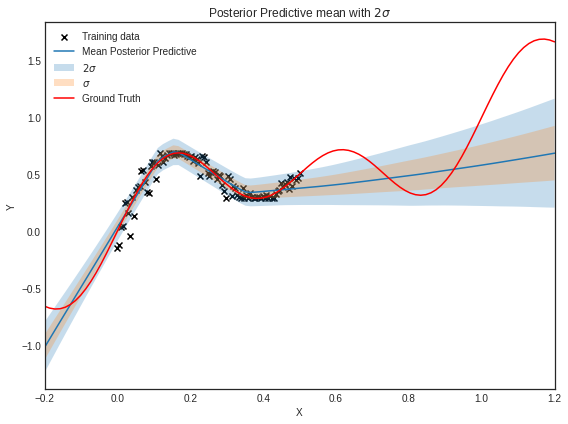 Posterior Predictive mean with 2σ
Training data
Mean Posterior Predictive
2σ
σ
Ground Truth
Y
1.5
1.0
0.5
0.0
−0.5
−1.0
−0.2 0.0 0.2 0.4 0.6 0.8 1.0 1.2
X